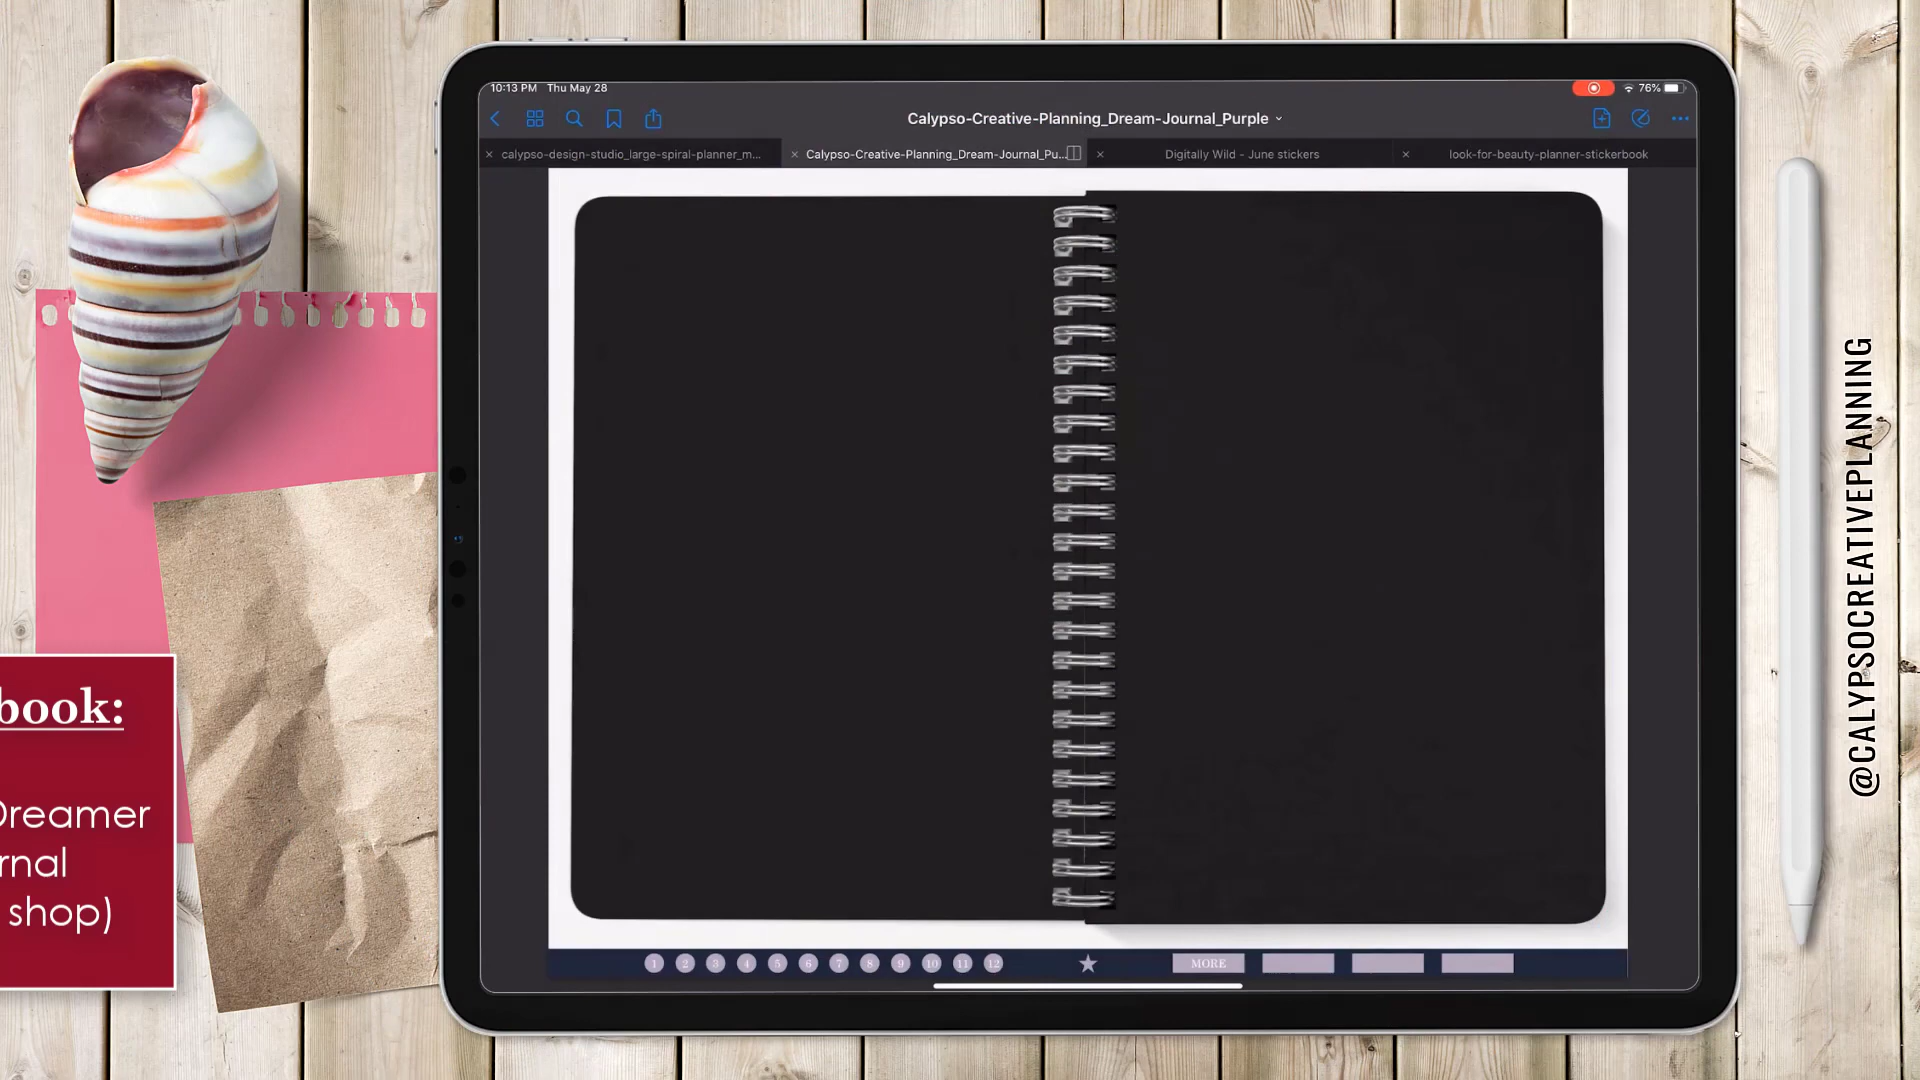 10:13 PM Thu May 28
76%
Calypso-Creative-Planning_Dream-Journal_Purple
calypso-design-studio_large-spiral-planner_m...
Calypso-Creative-Planning_Dream-Journal_Pu...
Digitally Wild - June stickers
look-for-beauty-planner-stickerbook
book:
Dreamer
rnal
shop)
1 2 3 4 5 6 7 8 9 10 11 12
MORE
@CALYPSOCREATIVEPLANNING